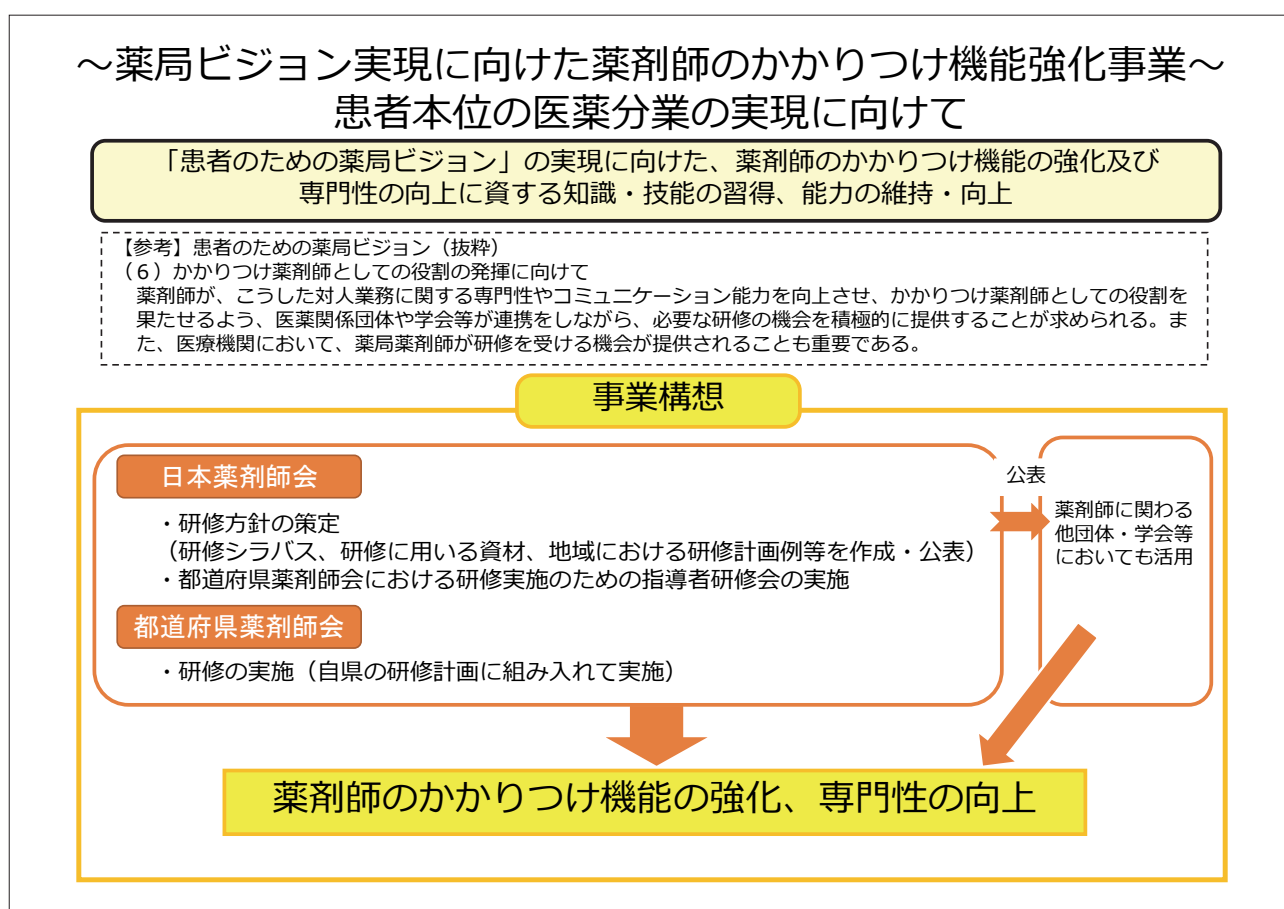 ～薬局ビジョン実現に向けた薬剤師のかかりつけ機能強化事業～
患者本位の医薬分業の実現に向けて
「患者のための薬局ビジョン」の実現に向けた、薬剤師のかかりつけ機能の強化及び
専門性の向上に資する知識・技能の習得、能力の維持・向上
【参考】患者のための薬局ビジョン（抜粋）
（６）かかりつけ薬剤師としての役割の発揮に向けて
薬剤師が、こうした対人業務に関する専門性やコミュニケーション能力を向上させ、かかりつけ薬剤師としての役割を
果たせるよう、医薬関係団体や学会等が連携をしながら、必要な研修の機会を積極的に提供することが求められる。ま
た、医療機関において、薬局薬剤師が研修を受ける機会が提供されることも重要である。
事業構想
日本薬剤師会
・研修方針の策定
（研修シラバス、研修に用いる資材、地域における研修計画例等を作成・公表）
・都道府県薬剤師会における研修実施のための指導者研修会の実施
都道府県薬剤師会
・研修の実施（自県の研修計画に組み入れて実施）
公表
薬剤師に関わる
他団体・学会等
においても活用
薬剤師のかかりつけ機能の強化、専門性の向上